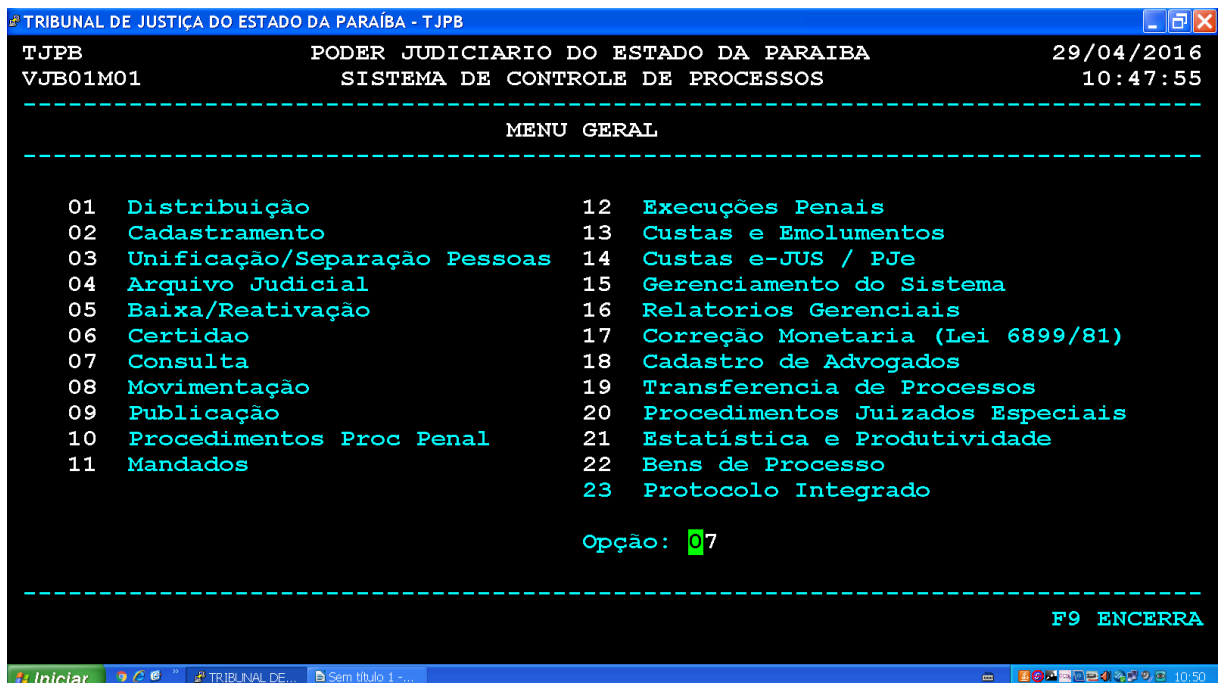 TRIBUNAL DE JUSTIÇA DO ESTADO DA PARAÍBA - TJPB
TJPB PODER JUDICIARIO DO ESTADO DA PARAIBA 29/04/2016
VJB01M01 SISTEMA DE CONTROLE DE PROCESSOS 10:47:55
MENU GERAL
01 Distribuição 12 Execuções Penais
02 Cadastramento 13 Custas e Emolumentos
03 Unificação/Separação Pessoas 14 Custas e-JUS / PJe
04 Arquivo Judicial 15 Gerenciamento do Sistema
05 Baixa/Reativação 16 Relatorios Gerenciais
06 Certidao 17 Correção Monetaria (Lei 6899/81)
07 Consulta 18 Cadastro de Advogados
08 Movimentação 19 Transferencia de Processos
09 Publicação 20 Procedimentos Juizados Especiais
10 Procedimentos Proc Penal 21 Estatística e Produtividade
11 Mandados 22 Bens de Processo
23 Protocolo Integrado
Opção: 07
F9 ENCERRA
Iniciar TRIBUNAL DE... Sem título 1 -... 10:50